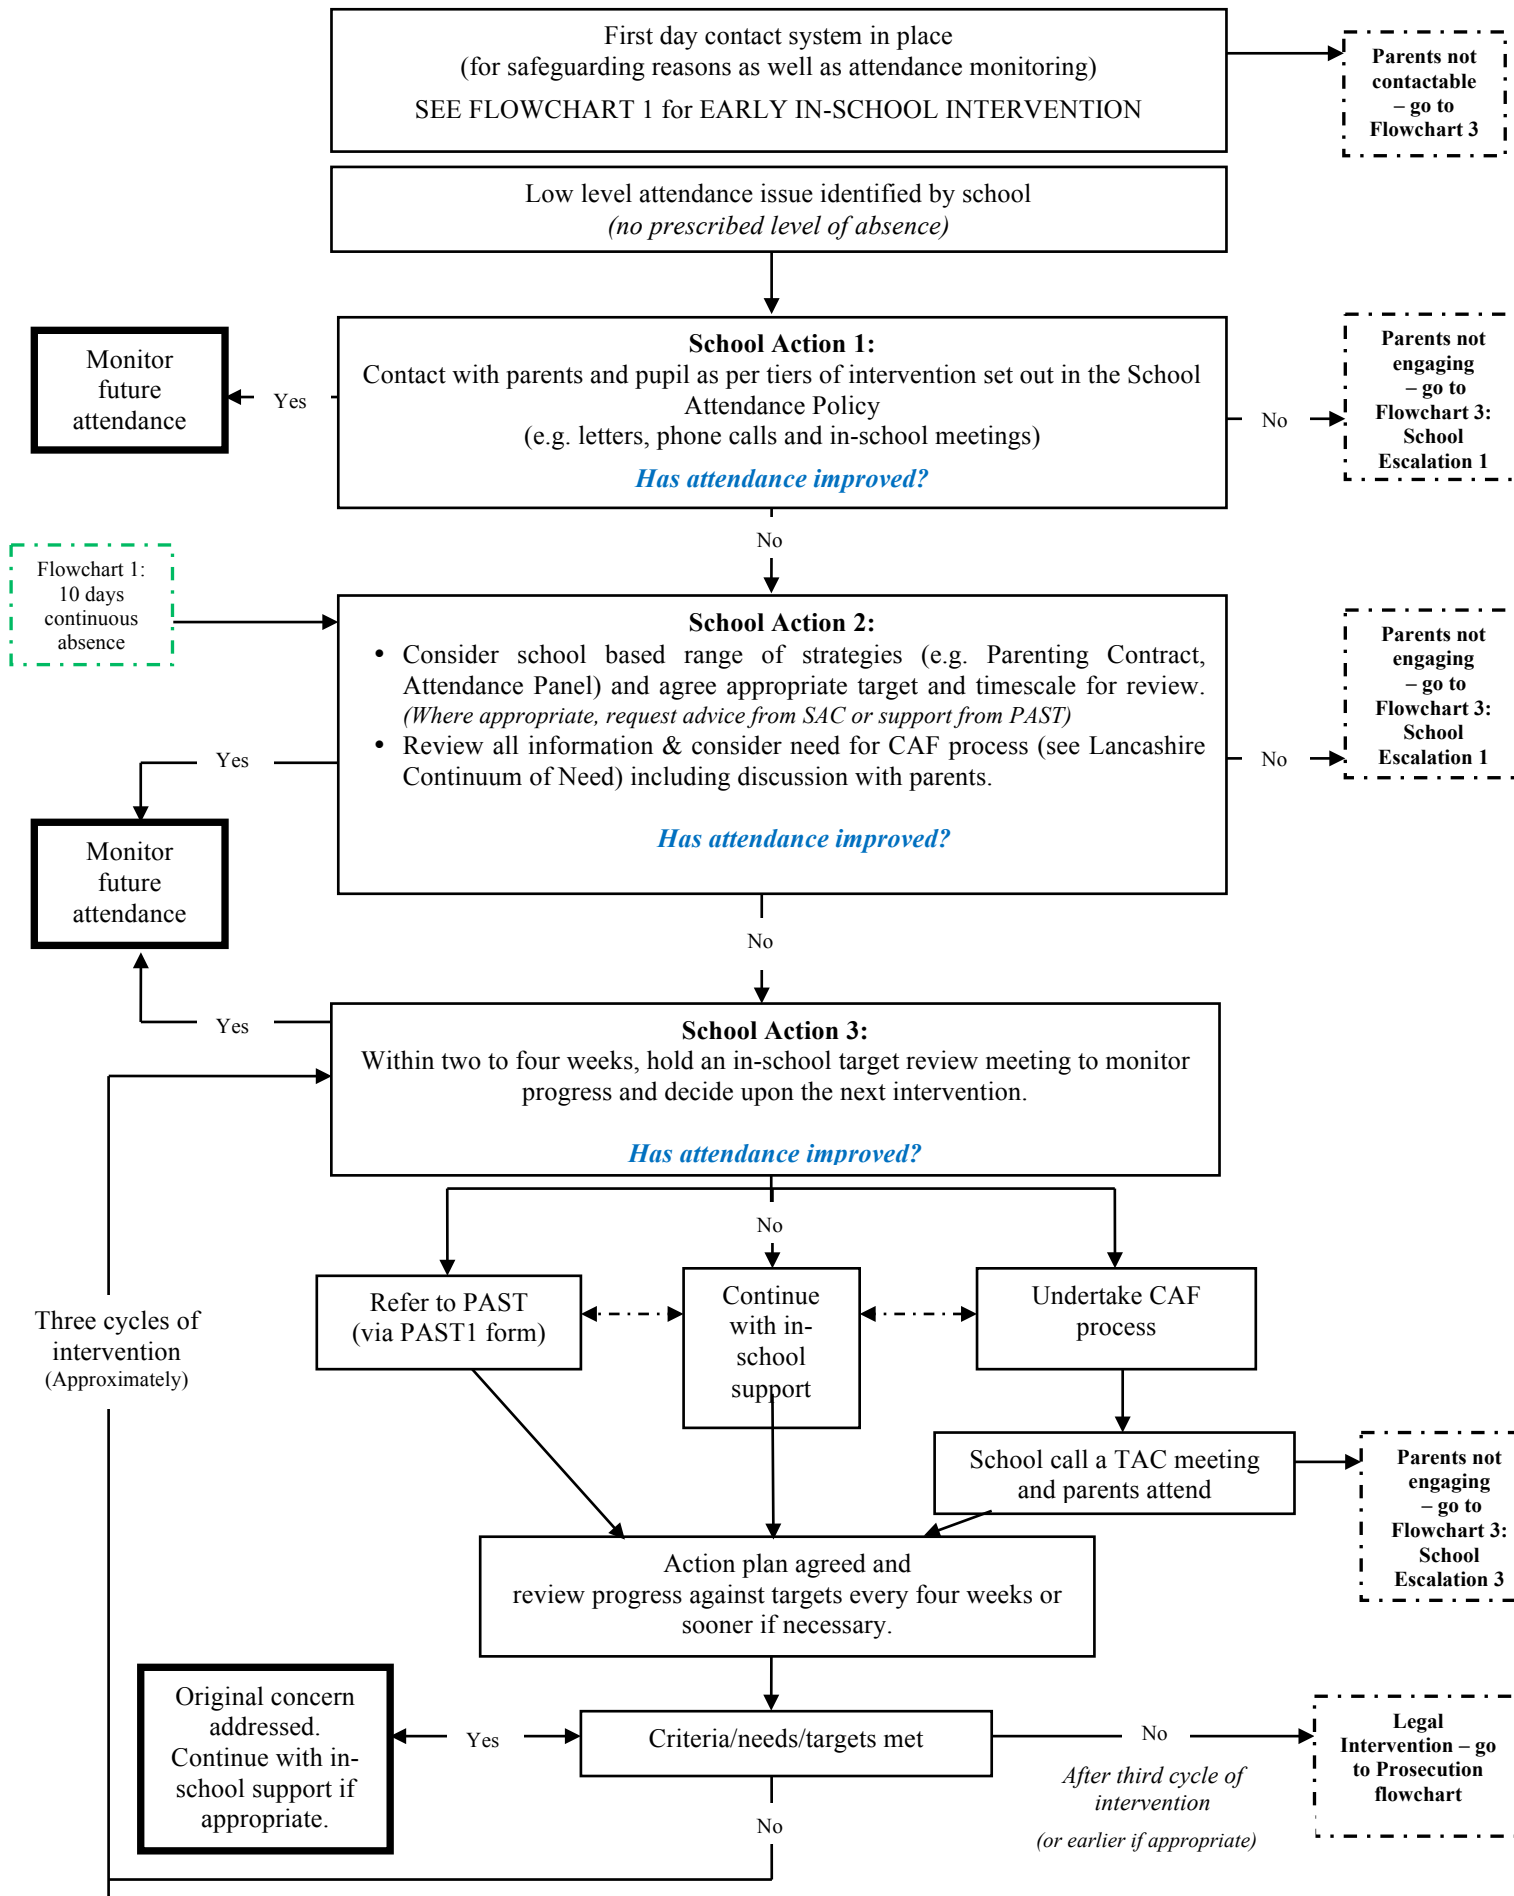 First day contact system in place
(for safeguarding reasons as well as attendance monitoring)
SEE FLOWCHART 1 for EARLY IN-SCHOOL INTERVENTION
Parents not
contactable
– go to
Flowchart 3
Low level attendance issue identified by school
(no prescribed level of absence)
Monitor
future
attendance
Yes
School Action 1:
Contact with parents and pupil as per tiers of intervention set out in the School
Attendance Policy
(e.g. letters, phone calls and in-school meetings)
Has attendance improved?
No
Parents not
engaging
– go to
Flowchart 3:
School
Escalation 1
No
Flowchart 1:
10 days
continuous
absence
School Action 2:
• Consider school based range of strategies (e.g. Parenting Contract,
Attendance Panel) and agree appropriate target and timescale for review.
(Where appropriate, request advice from SAC or support from PAST)
• Review all information & consider need for CAF process (see Lancashire
Continuum of Need) including discussion with parents.
Has attendance improved?
No
Parents not
engaging
– go to
Flowchart 3:
School
Escalation 1
Yes
Monitor
future
attendance
No
Yes
School Action 3:
Within two to four weeks, hold an in-school target review meeting to monitor
progress and decide upon the next intervention.
Has attendance improved?
No
Three cycles of
intervention
(Approximately)
Refer to PAST
(via PAST1 form)
Continue
with in-
school
support
Undertake CAF
process
School call a TAC meeting
and parents attend
Parents not
engaging
– go to
Flowchart 3:
School
Escalation 3
Action plan agreed and
review progress against targets every four weeks or
sooner if necessary.
Original concern
addressed.
Continue with in-
school support if
appropriate.
Yes
Criteria/needs/targets met
No
After third cycle of
intervention
(or earlier if appropriate)
Legal
Intervention – go
to Prosecution
flowchart
No